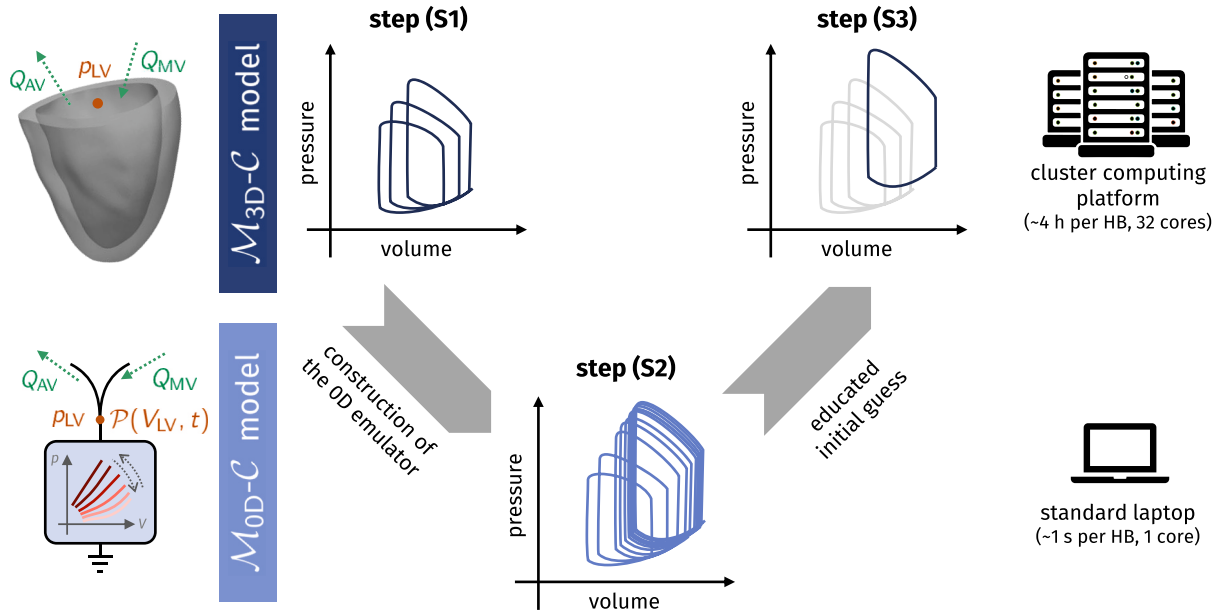 step (S1)
step (S3)
Q_AV
p_LV
Q_MV
ℳ_3D-𝒞 model
pressure
volume
pressure
volume
cluster computing
platform
(~4 h per HB, 32 cores)
construction of
the 0D emulator
step (S2)
educated
initial guess
Q_AV
Q_MV
p_LV
𝒫(V_LV, t)
p
V
ℳ_0D-𝒞 model
pressure
volume
standard laptop
(~1 s per HB, 1 core)